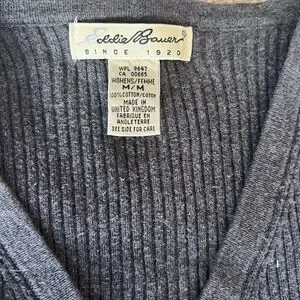 Eddie Bauer
SINCE 1920
WPL 9647
CA 00665
WOMENS/FEMME
M/M
100% COTTON/COTON
MADE IN
UNITED KINGDOM
FABRIQUE EN
ANGLETERRE
SEE SIDE FOR CARE